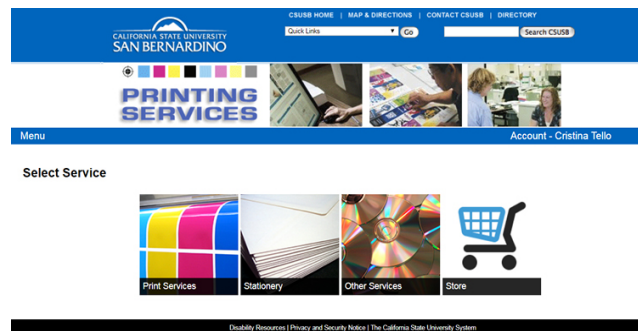 CSUSB HOME | MAP & DIRECTIONS | CONTACT CSUSB | DIRECTORY
CALIFORNIA STATE UNIVERSITY
SAN BERNARDINO
Quick Links Go Search CSUSB
PRINTING
SERVICES
Menu Account - Cristina Tello
Select Service
Print Services Stationery Other Services Store
Disability Resources | Privacy and Security Notice | The California State University System